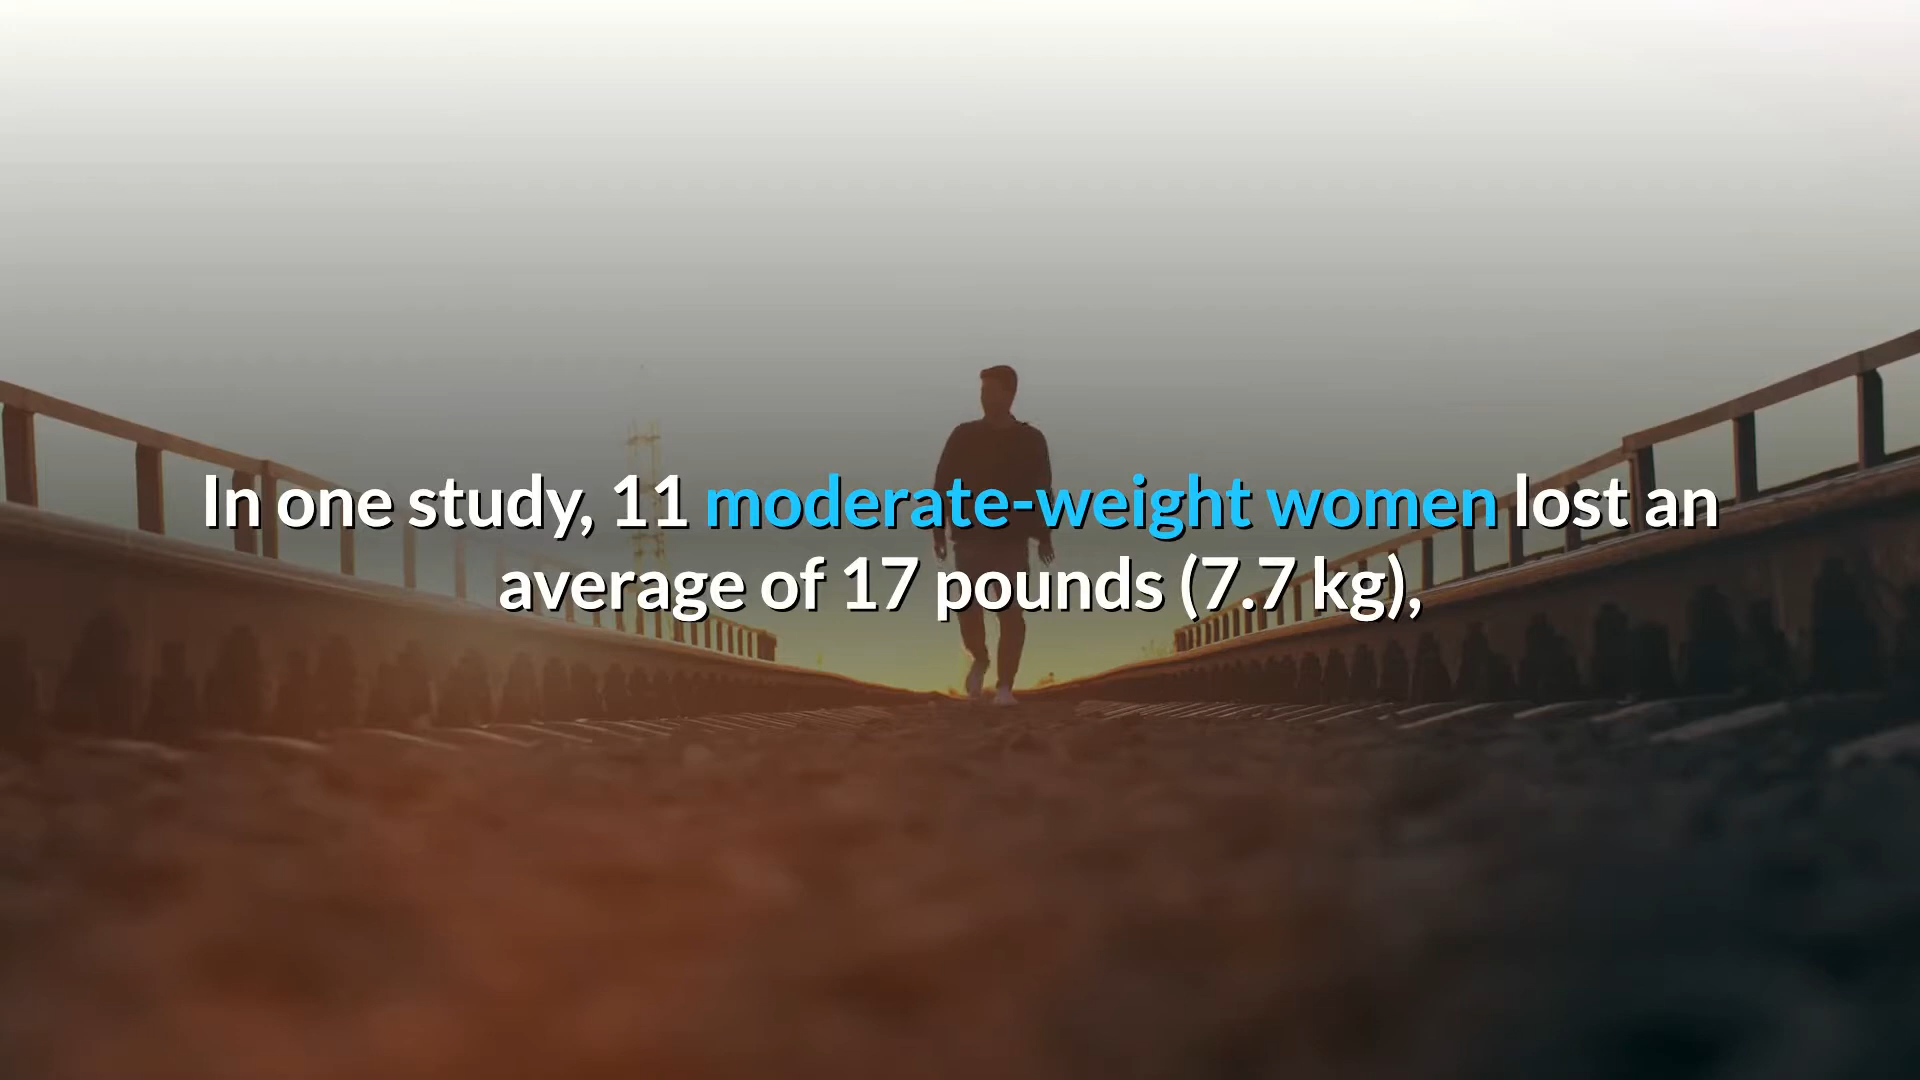 In one study, 11 moderate-weight women lost an
average of 17 pounds (7.7 kg),